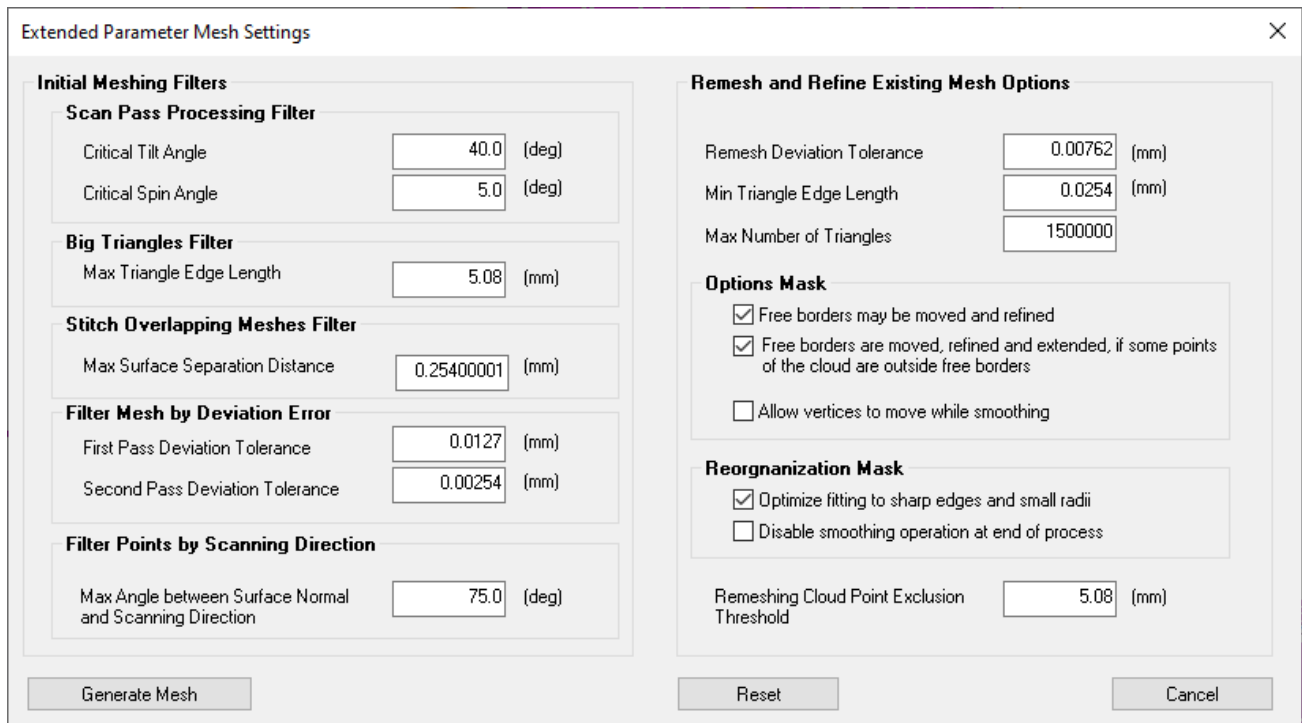 Extended Parameter Mesh Settings
Initial Meshing Filters
Scan Pass Processing Filter
Critical Tilt Angle 40.0 (deg)
Critical Spin Angle 5.0 (deg)
Big Triangles Filter
Max Triangle Edge Length 5.08 (mm)
Stitch Overlapping Meshes Filter
Max Surface Separation Distance 0.25400001 (mm)
Filter Mesh by Deviation Error
First Pass Deviation Tolerance 0.0127 (mm)
Second Pass Deviation Tolerance 0.00254 (mm)
Filter Points by Scanning Direction
Max Angle between Surface Normal 75.0 (deg)
and Scanning Direction
Remesh and Refine Existing Mesh Options
Remesh Deviation Tolerance 0.00762 (mm)
Min Triangle Edge Length 0.0254 (mm)
Max Number of Triangles 1500000
Options Mask
Free borders may be moved and refined
Free borders are moved, refined and extended, if some points
of the cloud are outside free borders
Allow vertices to move while smoothing
Reorgnanization Mask
Optimize fitting to sharp edges and small radii
Disable smoothing operation at end of process
Remeshing Cloud Point Exclusion 5.08 (mm)
Threshold
Generate Mesh Reset Cancel